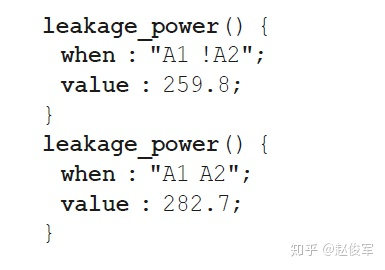 leakage_power() {
when : "A1 !A2";
value : 259.8;
}
leakage_power() {
when : "A1 A2";
value : 282.7;
}
知乎 @赵俊军